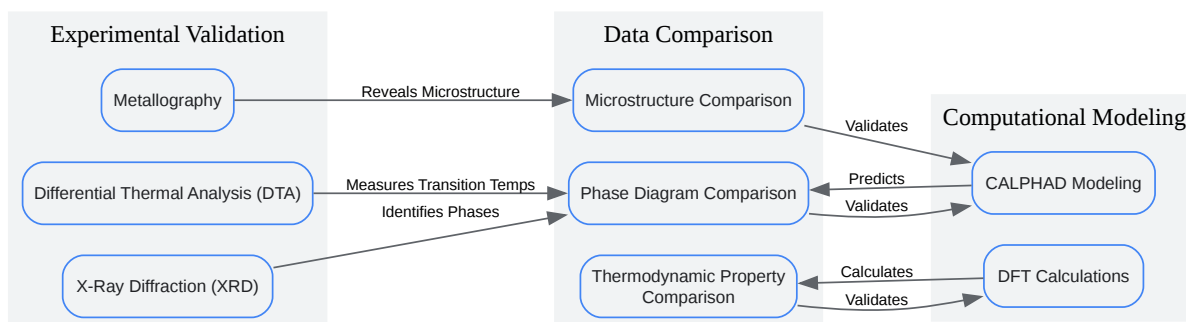 Experimental Validation
Data Comparison
Computational Modeling
Metallography
Reveals Microstructure
Microstructure Comparison
Validates
Differential Thermal Analysis (DTA)
Measures Transition Temps
Phase Diagram Comparison
Predicts
CALPHAD Modeling
Identifies Phases
Validates
X-Ray Diffraction (XRD)
Thermodynamic Property
Comparison
Calculates
DFT Calculations
Validates